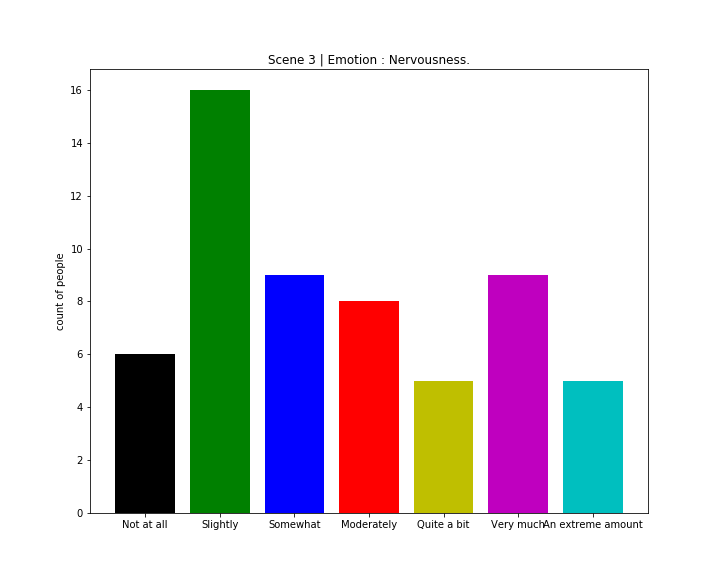 Scene 3 | Emotion : Nervousness.
count of people
16
14
12
10
8
6
4
2
0
Not at all
Slightly
Somewhat
Moderately
Quite a bit
Very much
An extreme amount